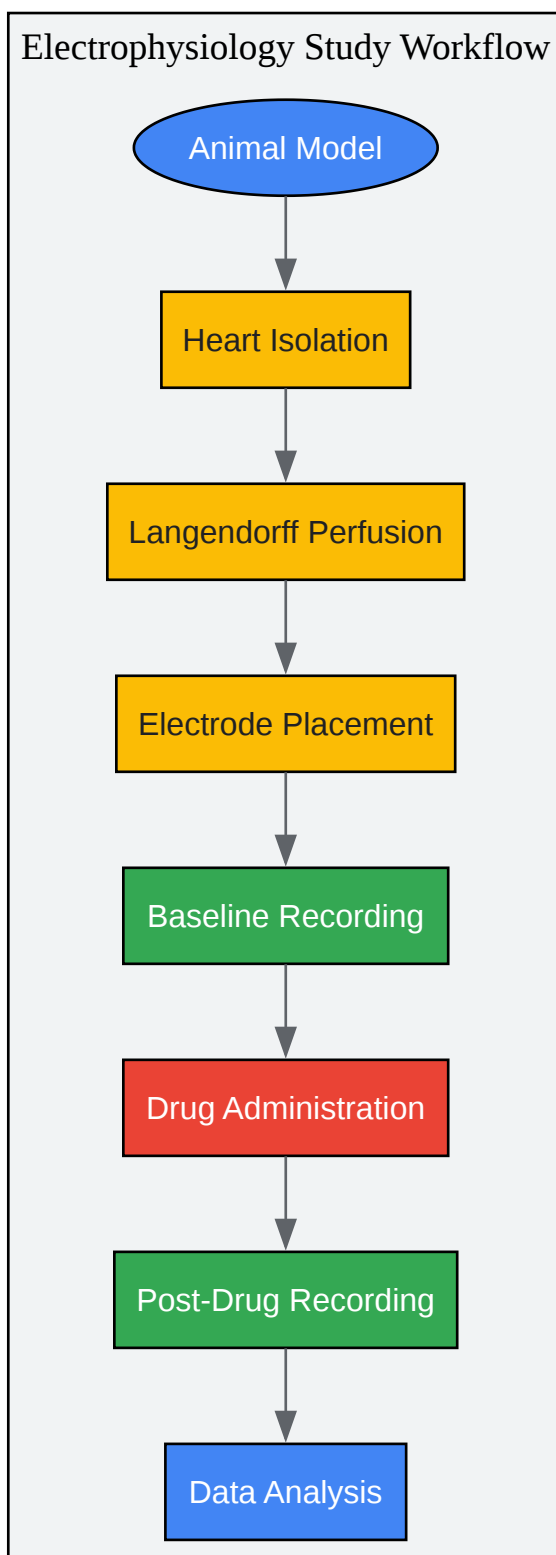 Electrophysiology Study Workflow
Animal Model
Heart Isolation
Langendorff Perfusion
Electrode Placement
Baseline Recording
Drug Administration
Post-Drug Recording
Data Analysis